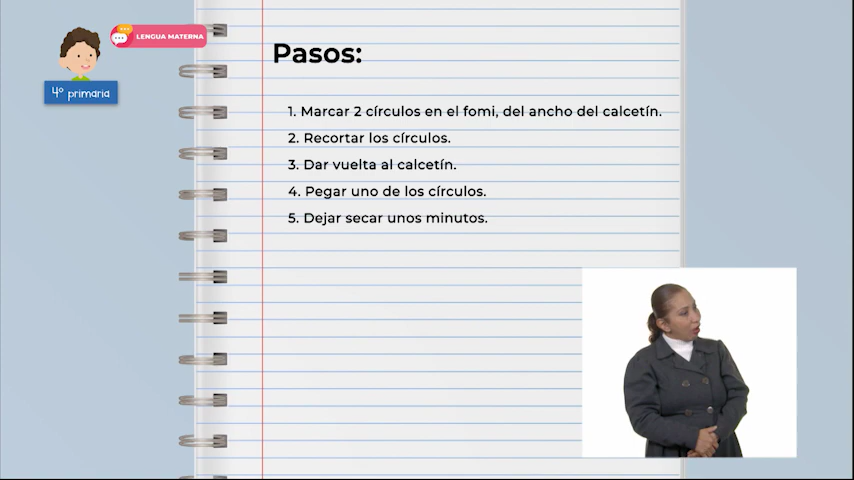 LENGUA MATERNA
4º primaria
Pasos:
1. Marcar 2 círculos en el fomi, del ancho del calcetín.
2. Recortar los círculos.
3. Dar vuelta al calcetín.
4. Pegar uno de los círculos.
5. Dejar secar unos minutos.